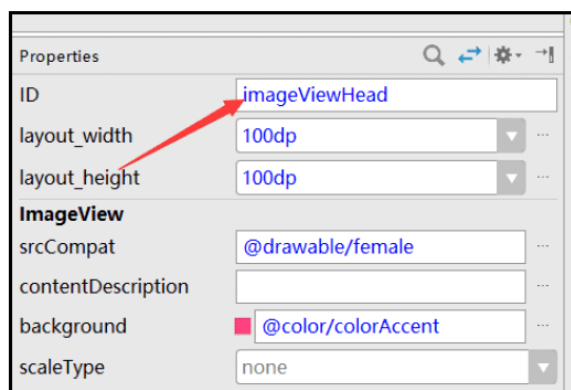 Properties
ID imageViewHead
layout_width 100dp
layout_height 100dp
ImageView
srcCompat @drawable/female
contentDescription
background @color/colorAccent
scaleType none